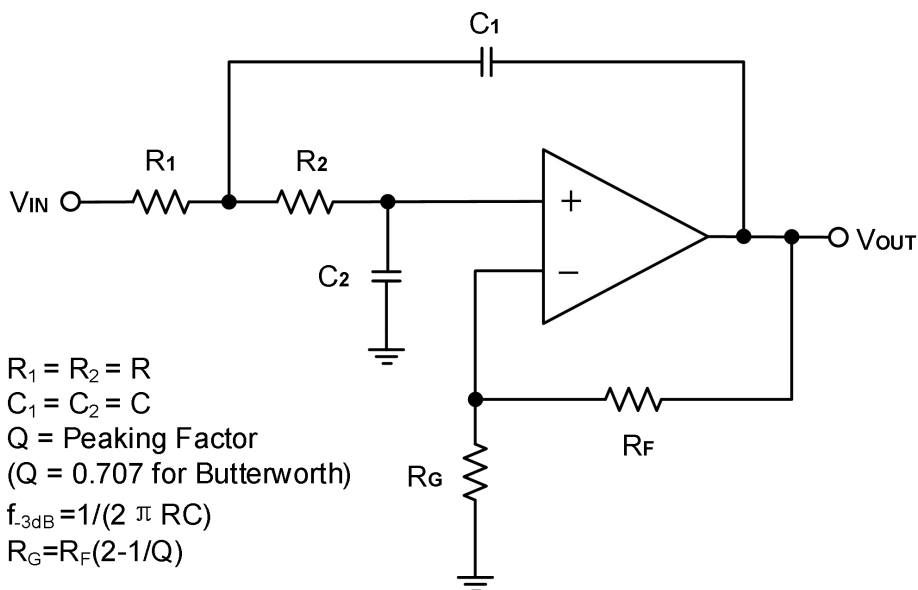 C1
R1
R2
VIN
+
VOUT
−
C2
R1 = R2 = R
C1 = C2 = C
Q = Peaking Factor
RF
(Q = 0.707 for Butterworth)
RG
f-3dB =1/(2 π RC)
RG=RF(2-1/Q)